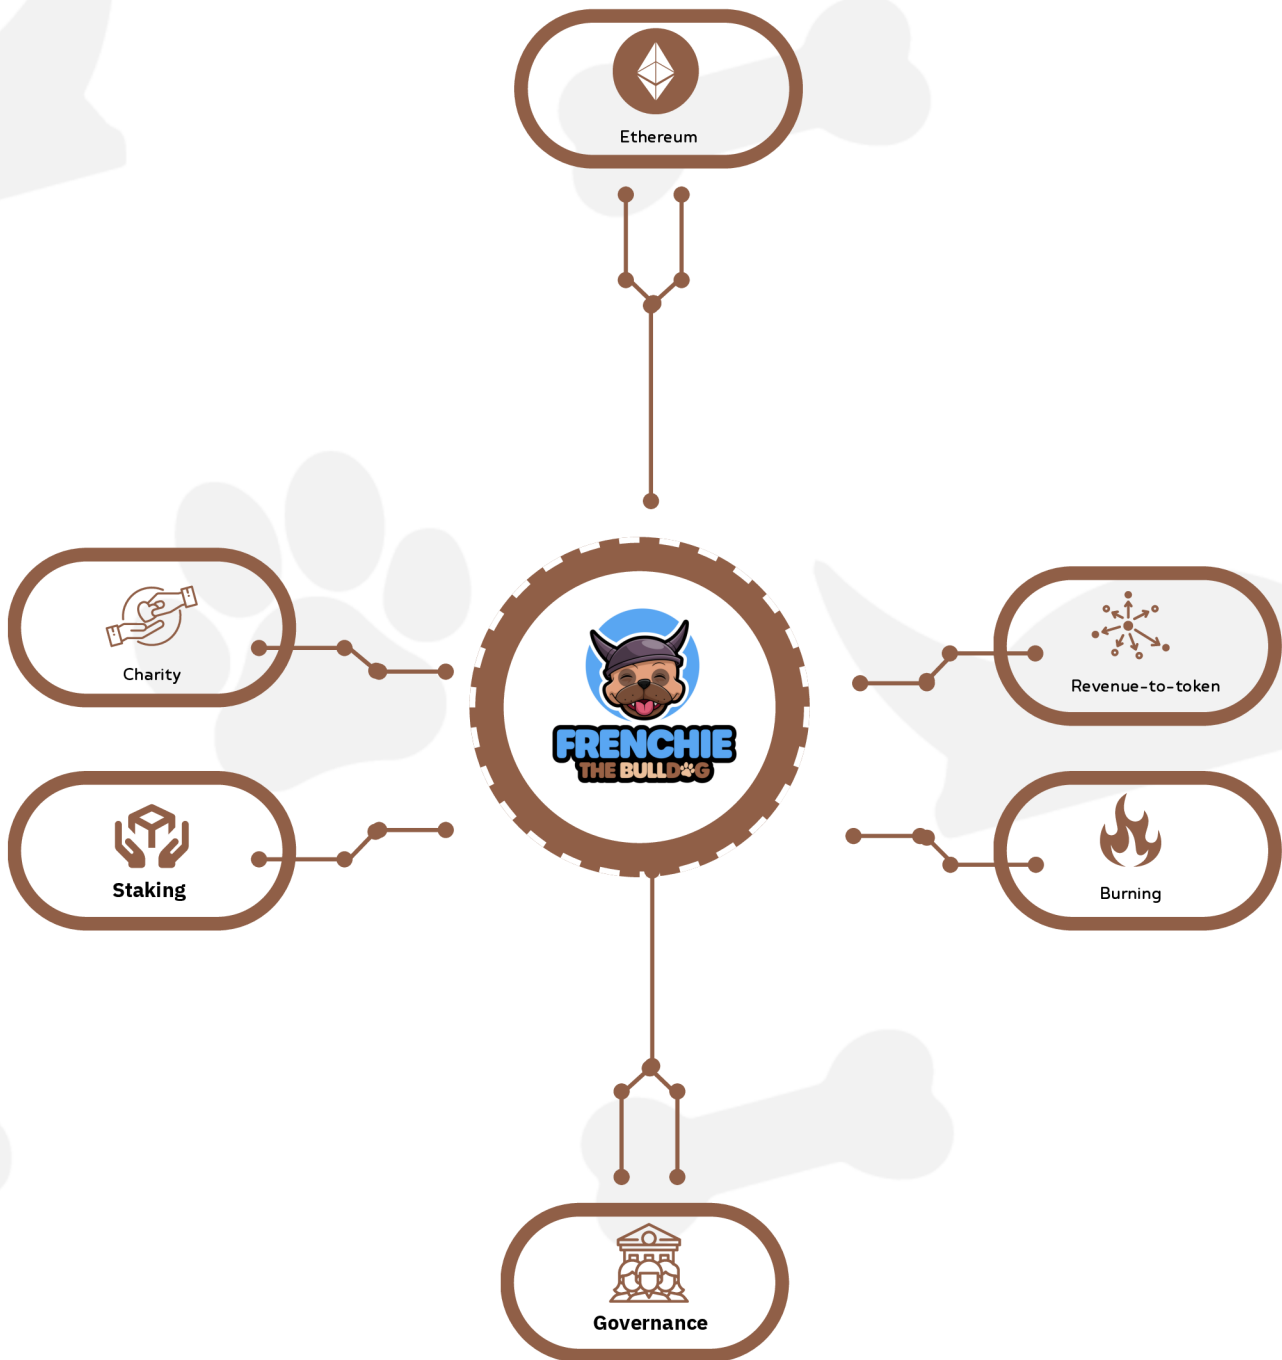 Ethereum
Charity
Revenue-to-token
FRENCHIE
THE BULLDOG
Staking
Burning
Governance